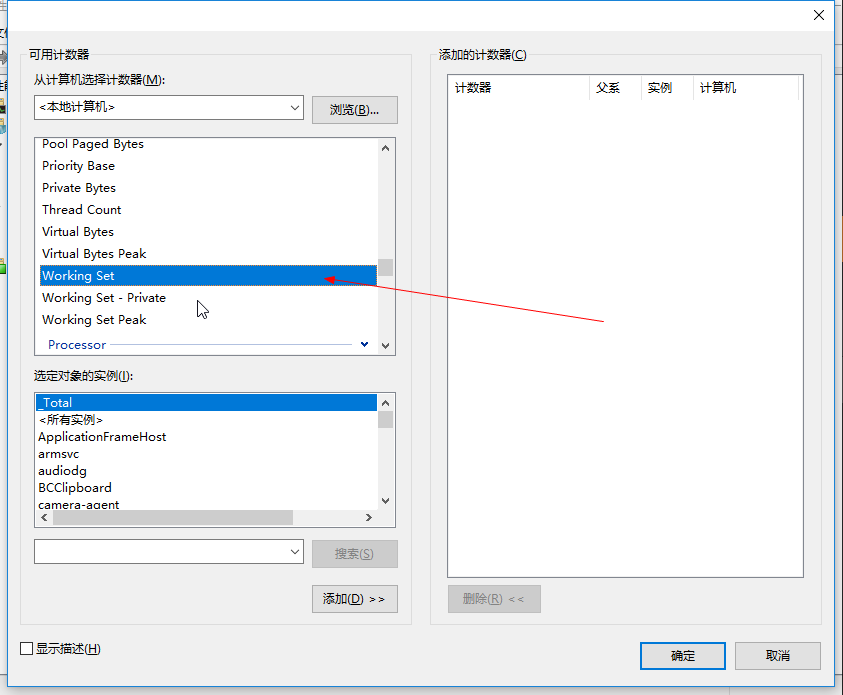 可用计数器
从计算机选择计数器(M):
<本地计算机>
浏览(B)...
Pool Paged Bytes
Priority Base
Private Bytes
Thread Count
Virtual Bytes
Virtual Bytes Peak
Working Set
Working Set - Private
Working Set Peak
Processor
选定对象的实例(I):
_Total
<所有实例>
ApplicationFrameHost
armsvc
audiodg
BCClipboard
camera-agent
搜索(S)
添加(D) >>
添加的计数器(C)
计数器 父系 实例 计算机
删除(R) <<
显示描述(H)
确定
取消